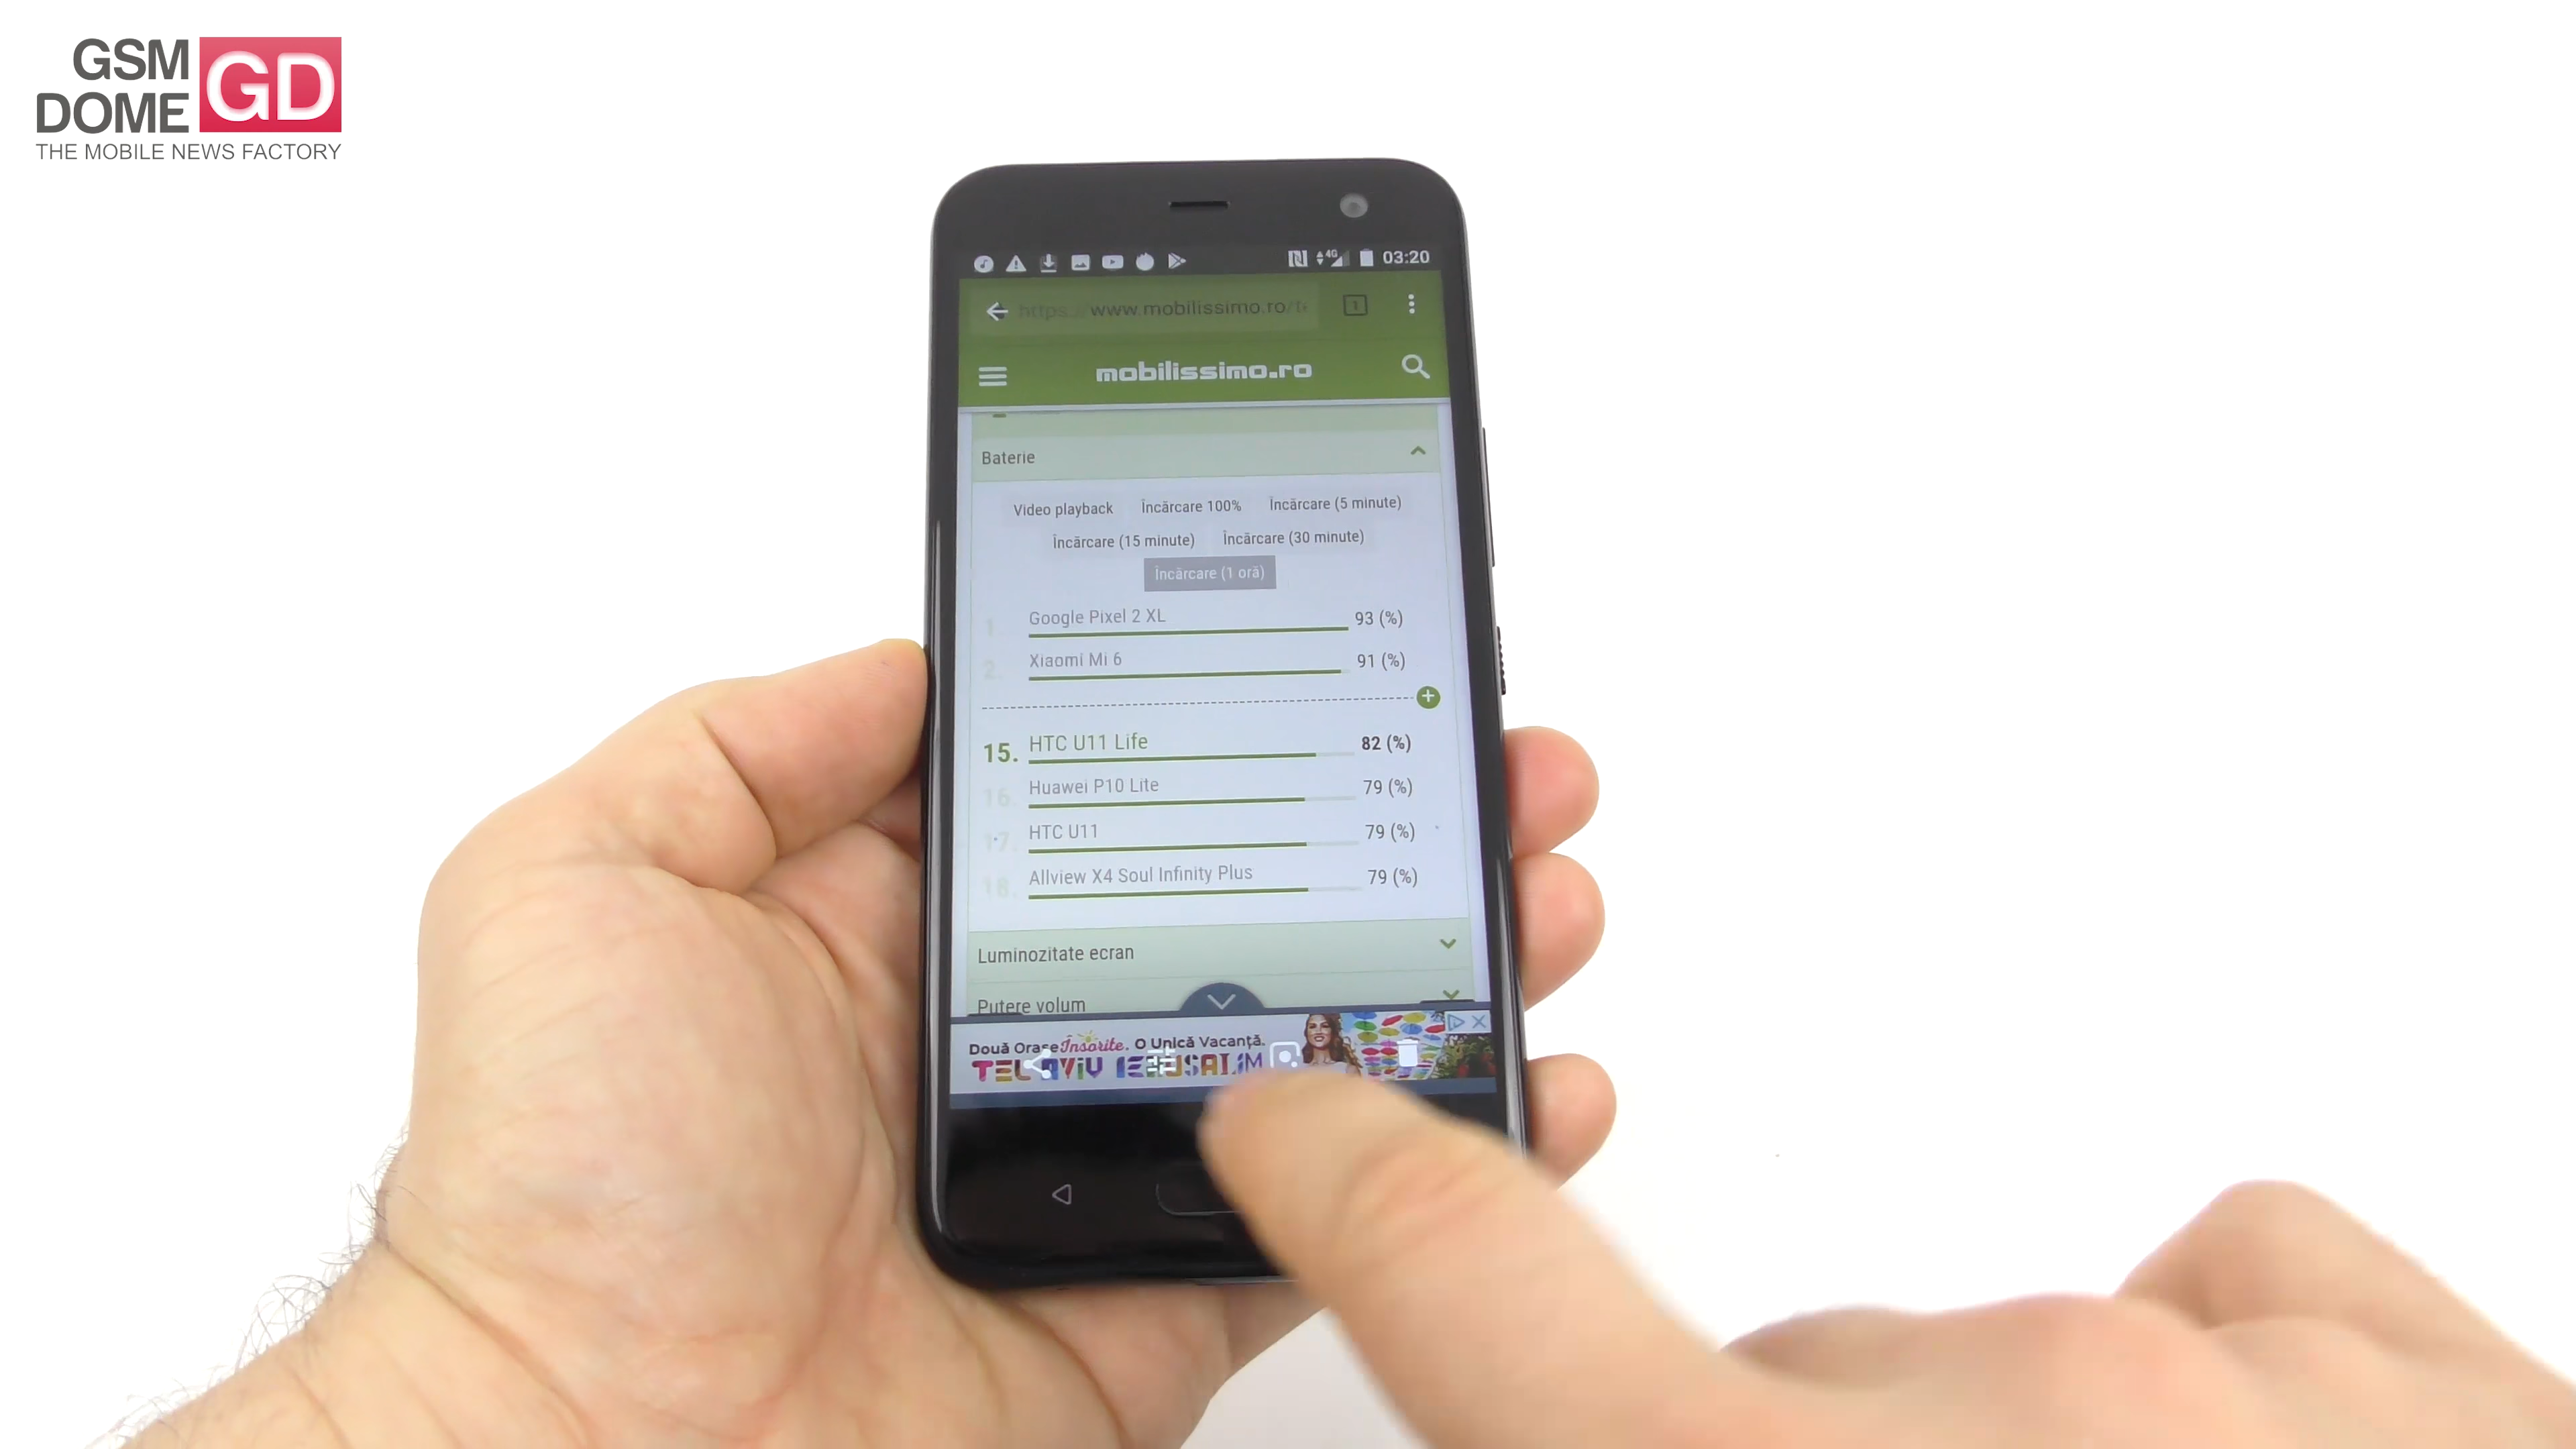 GSM
DOME
GD
THE MOBILE NEWS FACTORY
4G
03:20
https://www.mobilissimo.ro/t
1
mobilissimo.ro
Baterie
Video playback
Încărcare 100%
Încărcare (5 minute)
Încărcare (15 minute)
Încărcare (30 minute)
Încărcare (1 oră)
1. Google Pixel 2 XL 93 (%)
2. Xiaomi Mi 6 91 (%)
15. HTC U11 Life 82 (%)
16. Huawei P10 Lite 79 (%)
17. HTC U11 79 (%)
18. Allview X4 Soul Infinity Plus 79 (%)
Luminozitate ecran
Putere volum
Două Orașe Însorite. O Unică Vacanță.
TEL AVIV